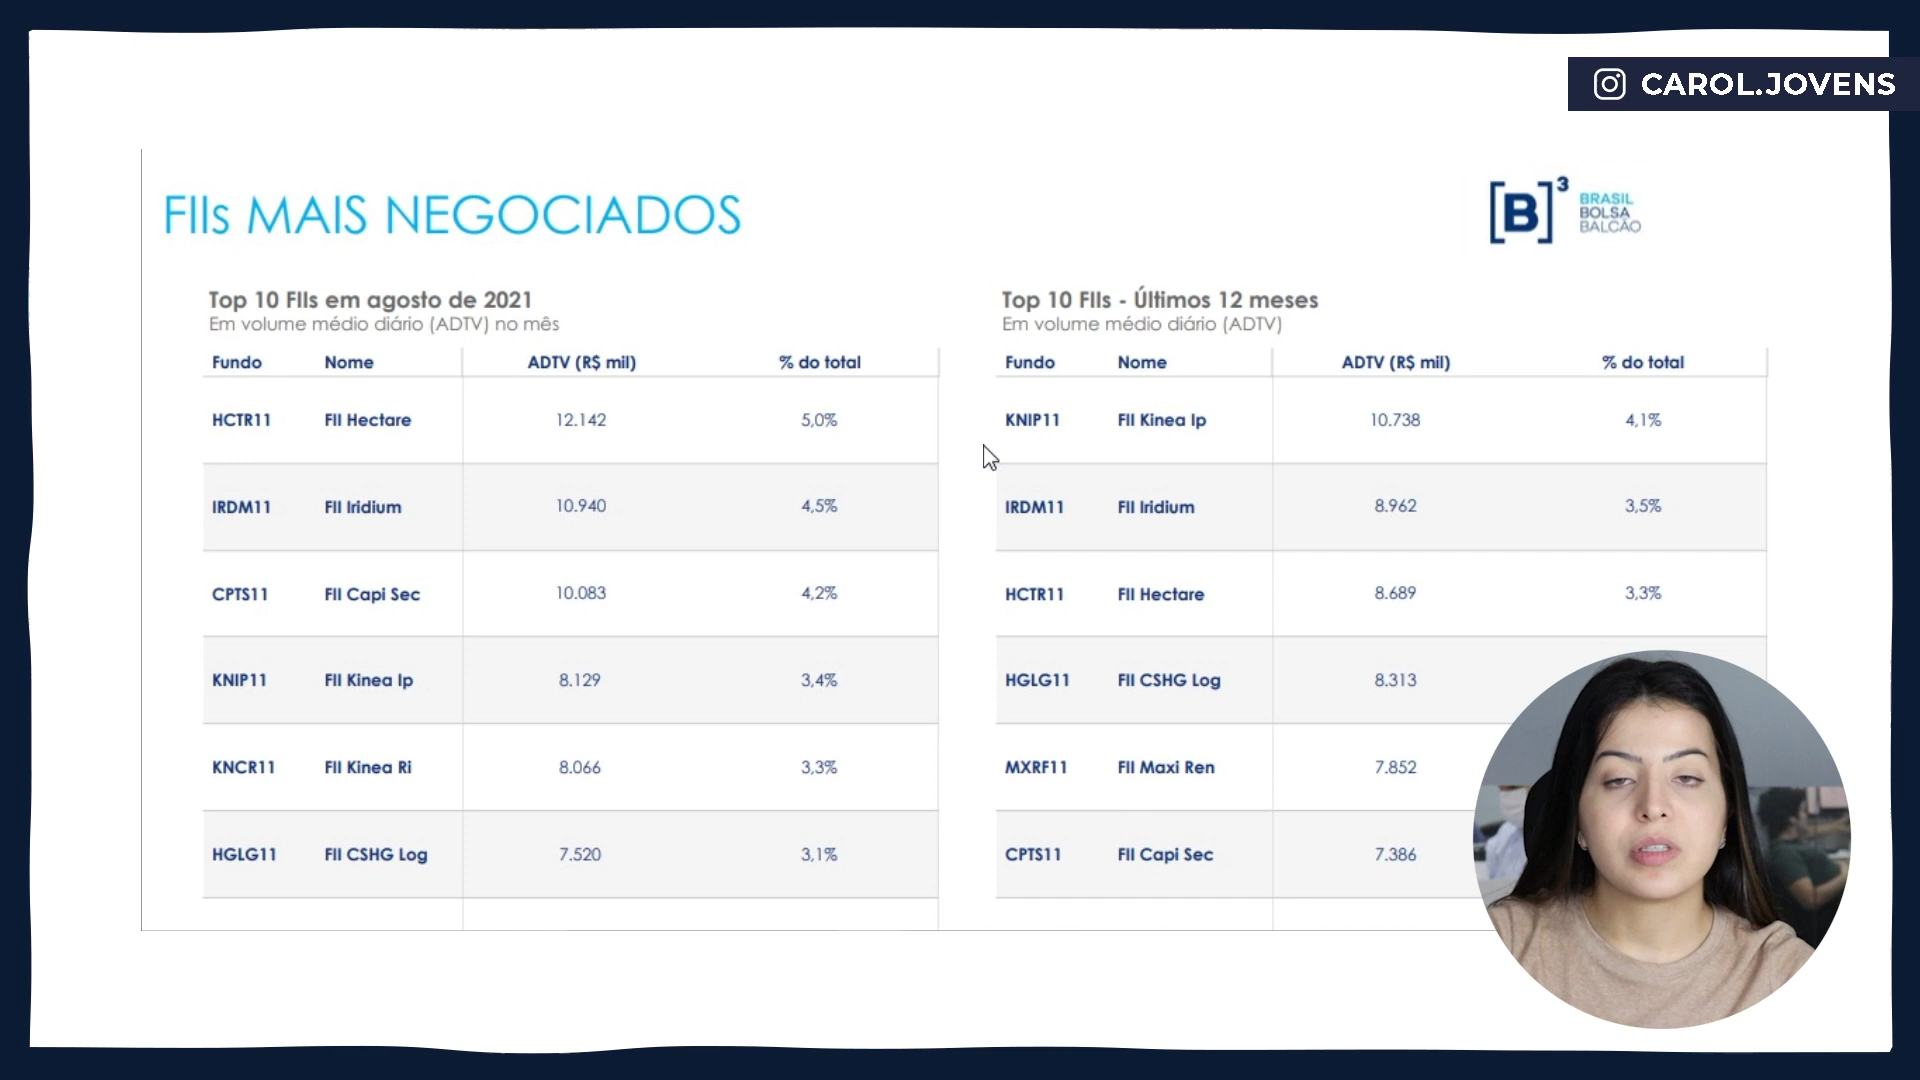 CAROL.JOVENS
FIIs MAIS NEGOCIADOS
[B]³ BRASIL
BOLSA
BALCÃO
Top 10 FIIs em agosto de 2021
Em volume médio diário (ADTV) no mês
Fundo Nome ADTV (R$ mil) % do total
HCTR11 FII Hectare 12.142 5,0%
IRDM11 FII Iridium 10.940 4,5%
CPTS11 FII Capi Sec 10.083 4,2%
KNIP11 FII Kinea Ip 8.129 3,4%
KNCR11 FII Kinea Ri 8.066 3,3%
HGLG11 FII CSHG Log 7.520 3,1%
Top 10 FIIs - Últimos 12 meses
Em volume médio diário (ADTV)
Fundo Nome ADTV (R$ mil) % do total
KNIP11 FII Kinea Ip 10.738 4,1%
IRDM11 FII Iridium 8.962 3,5%
HCTR11 FII Hectare 8.689 3,3%
HGLG11 FII CSHG Log 8.313
MXRF11 FII Maxi Ren 7.852
CPTS11 FII Capi Sec 7.386